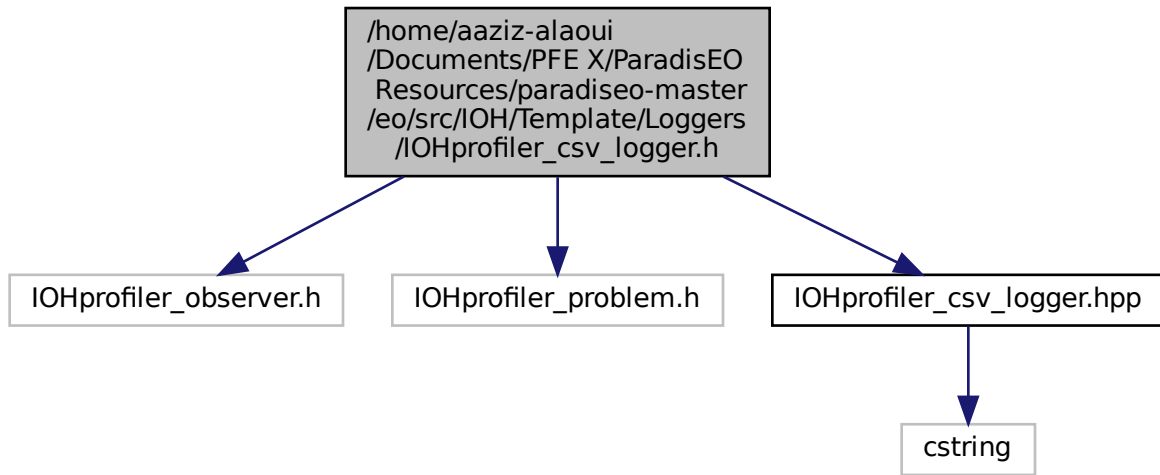 /home/aaziz-alaoui
/Documents/PFE X/ParadisEO
Resources/paradiseo-master
/eo/src/IOH/Template/Loggers
/IOHprofiler_csv_logger.h
IOHprofiler_observer.h
IOHprofiler_problem.h
IOHprofiler_csv_logger.hpp
cstring